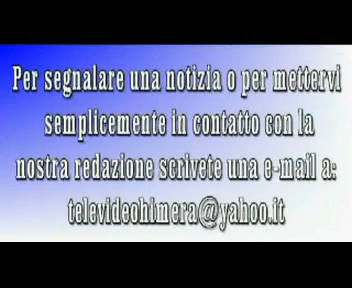 Per segnalare una notizia o per mettervi
semplicemente in contatto con la
nostra redazione scrivete una e-mail a:
televideohimera@yahoo.it